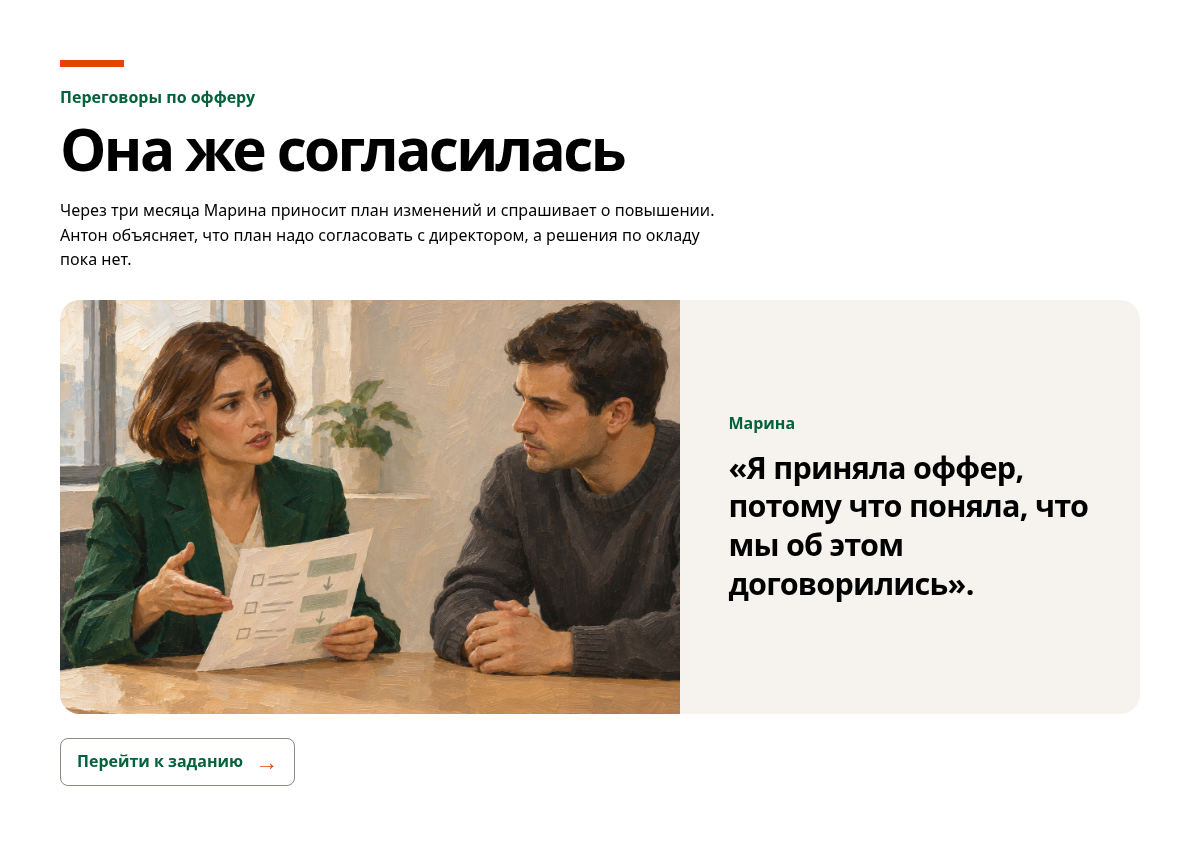 Переговоры по офферу
Она же согласилась
Через три месяца Марина приносит план изменений и спрашивает о повышении.
Антон объясняет, что план надо согласовать с директором, а решения по окладу
пока нет.
Марина
«Я приняла оффер,
потому что поняла, что
мы об этом
договорились».
Перейти к заданию →